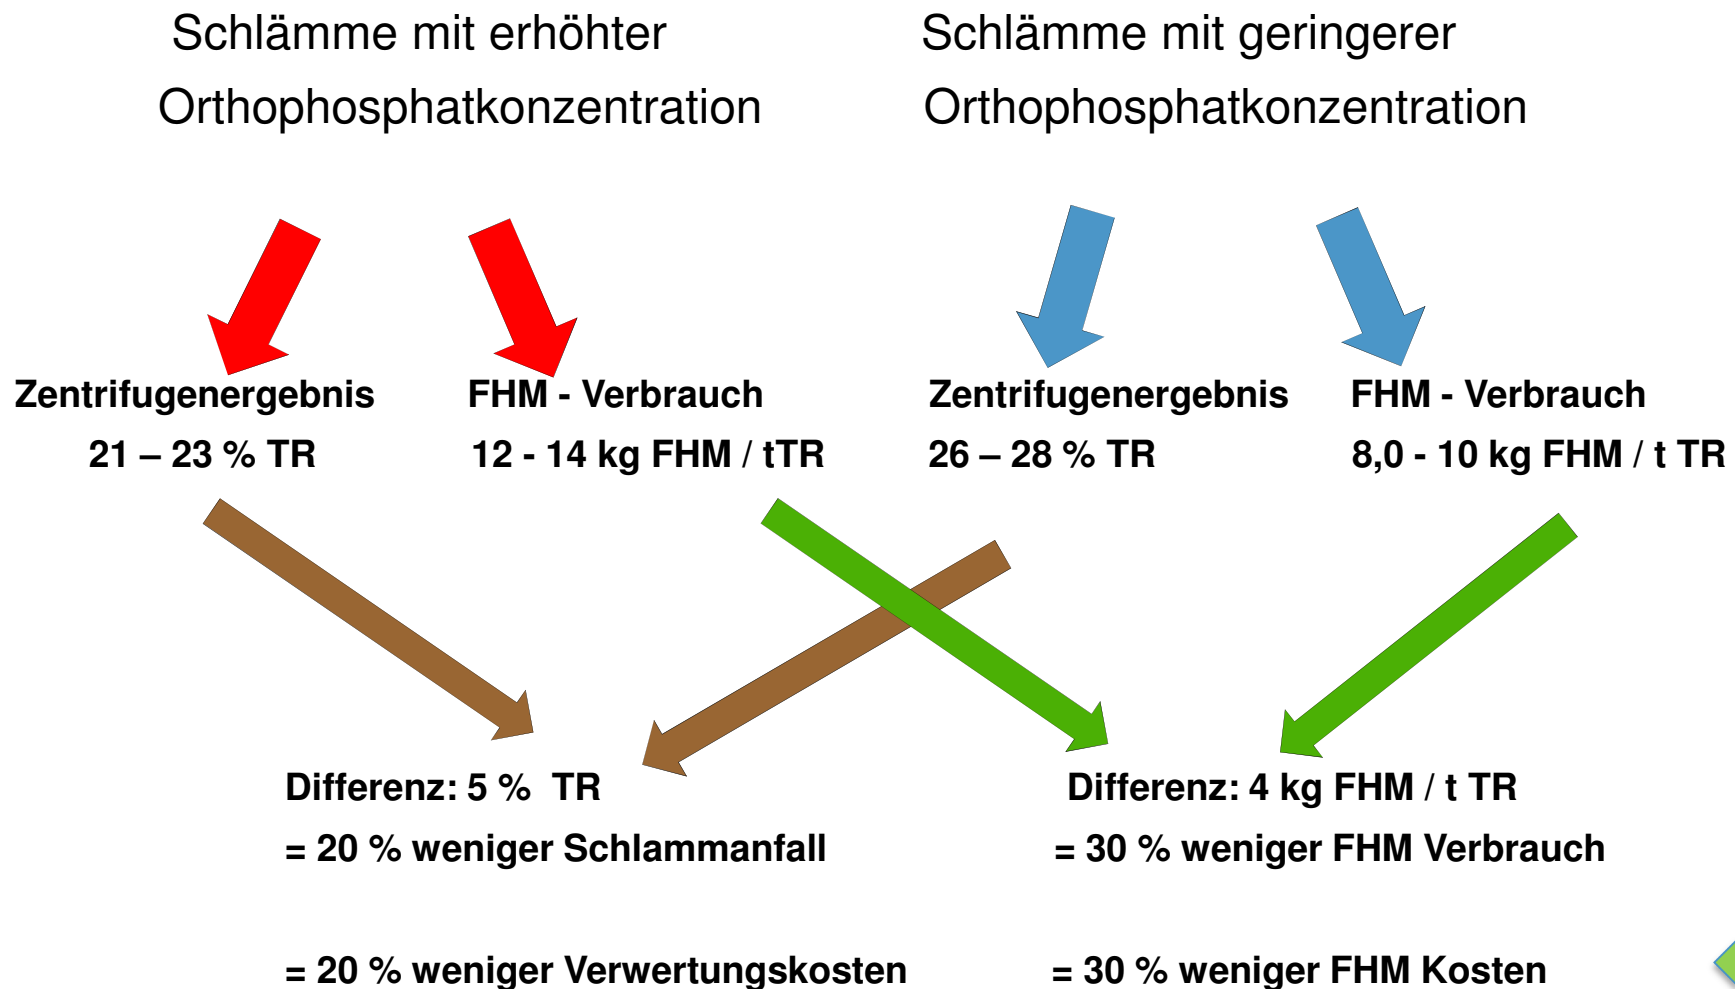 Schlämme mit erhöhter
Orthophosphatkonzentration
Schlämme mit geringerer
Orthophosphatkonzentration
Zentrifugenergebnis
21 – 23 % TR
FHM - Verbrauch
12 - 14 kg FHM / tTR
Zentrifugenergebnis
26 – 28 % TR
FHM - Verbrauch
8,0 - 10 kg FHM / t TR
Differenz: 5 %  TR
= 20 % weniger Schlammanfall
= 20 % weniger Verwertungskosten
Differenz: 4 kg FHM / t TR
= 30 % weniger FHM Verbrauch
= 30 % weniger FHM Kosten